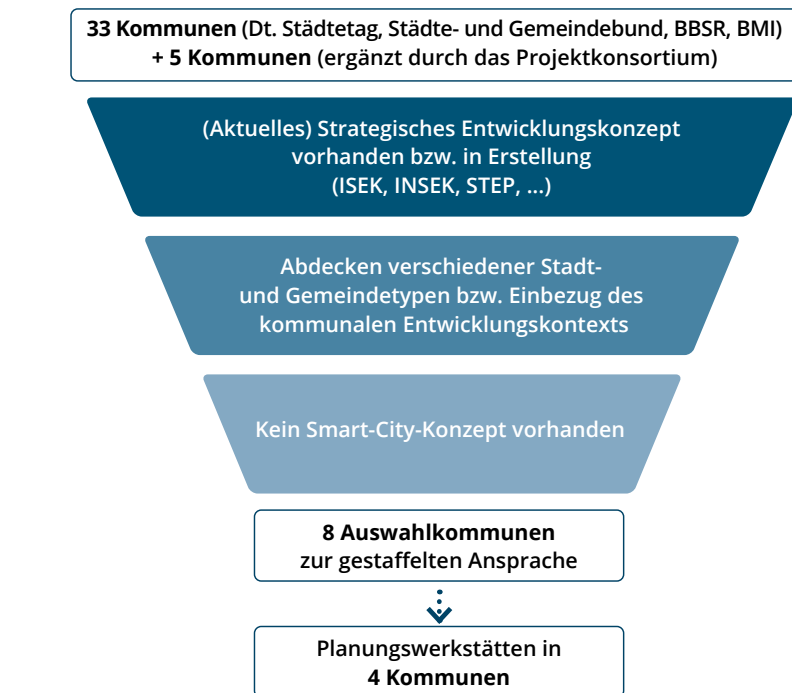 33 Kommunen (Dt. Städtetag, Städte- und Gemeindebund, BBSR, BMI)
+ 5 Kommunen (ergänzt durch das Projektkonsortium)
(Aktuelles) Strategisches Entwicklungskonzept
vorhanden bzw. in Erstellung
(ISEK, INSEK, STEP, ...)
Abdecken verschiedener Stadt-
und Gemeindetypen bzw. Einbezug des
kommunalen Entwicklungskontexts
Kein Smart-City-Konzept vorhanden
8 Auswahlkommunen
zur gestaffelten Ansprache
Planungswerkstätten in
4 Kommunen